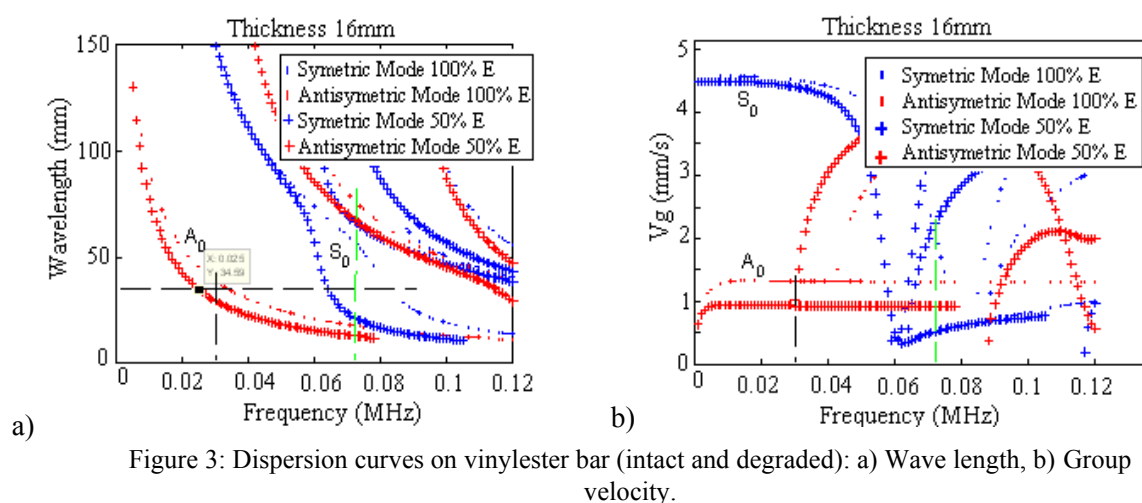 Thickness 16mm
150
100
50
0
Wavelength (mm)
Symetric Mode 100% E
Antisymetric Mode 100% E
Symetric Mode 50% E
Antisymetric Mode 50% E
A0
X: 0.025
Y: 34.59
S0
0 0.02 0.04 0.06 0.08 0.1 0.12
Frequency (MHz)
a)
Thickness 16mm
5
4
3
2
1
0
Vg (mm/s)
Symetric Mode 100% E
Antisymetric Mode 100% E
Symetric Mode 50% E
Antisymetric Mode 50% E
S0
A0
0 0.02 0.04 0.06 0.08 0.1 0.12
Frequency (MHz)
b)
Figure 3: Dispersion curves on vinylester bar (intact and degraded): a) Wave length, b) Group
velocity.